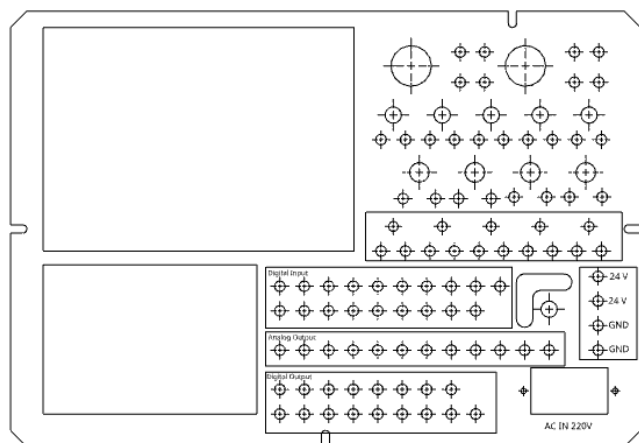 Digital Input
24 V
24 V
GND
GND
Analog Output
Digital Output
AC IN 220V